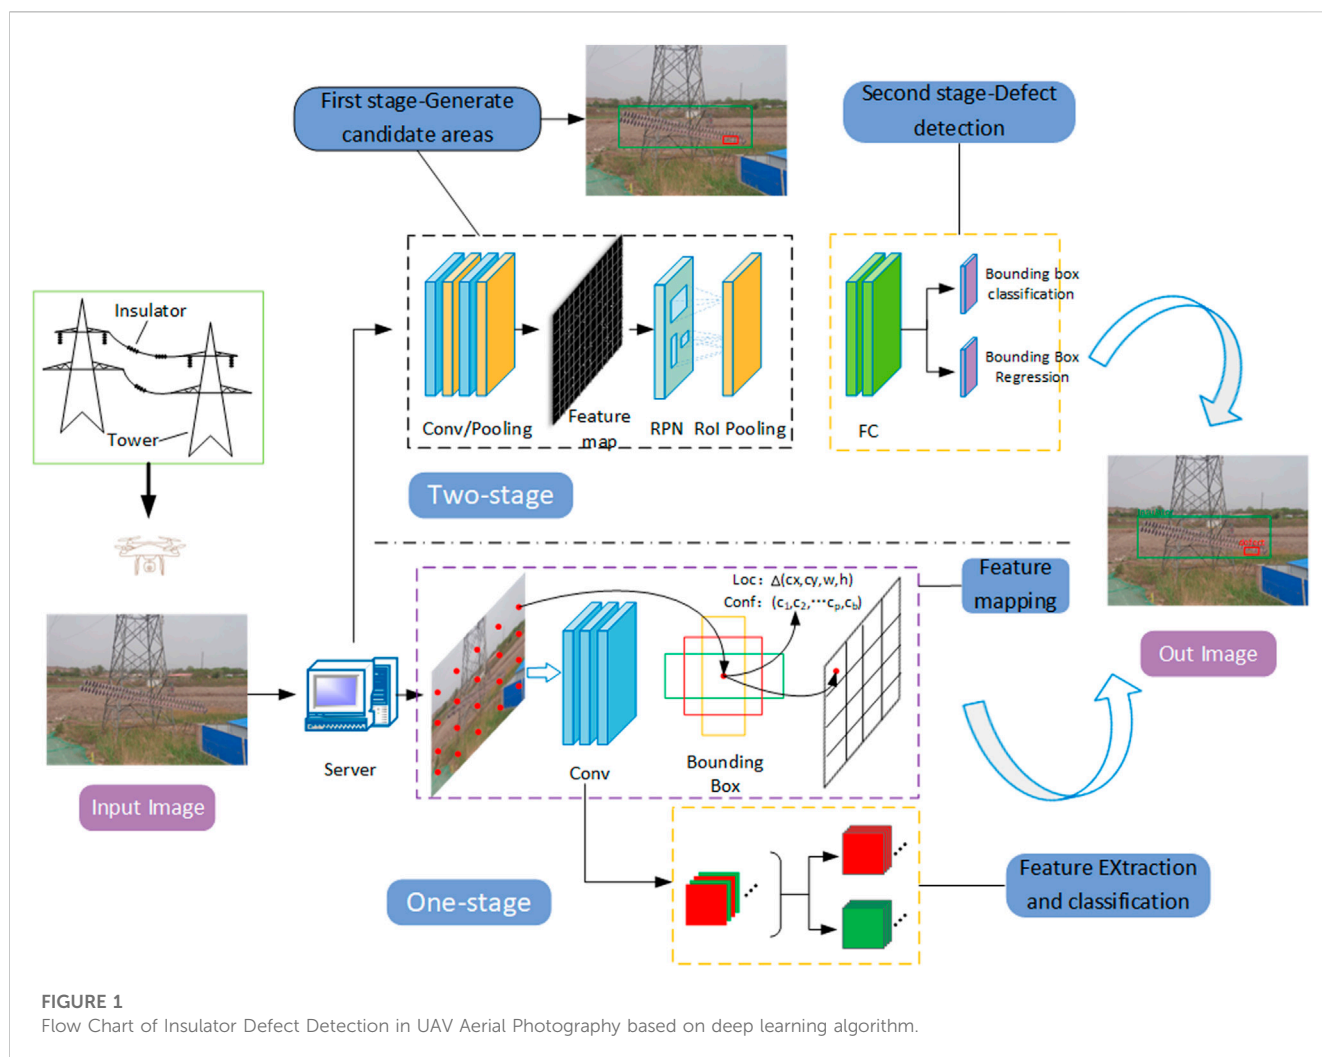 First stage-Generate
candidate areas
Second stage-Defect
detection
Insulator
Tower
Conv/Pooling
Feature
map
RPN
RoI Pooling
FC
Bounding box
classification
Bounding Box
Regression
Two-stage
Input Image
Server
Loc: Δ(cx,cy,w,h)
Conf: (c₁,c₂,⋯cₚ,c_b)
Feature
mapping
Conv
Bounding
Box
Out Image
One-stage
Feature EXtraction
and classification
FIGURE 1
Flow Chart of Insulator Defect Detection in UAV Aerial Photography based on deep learning algorithm.